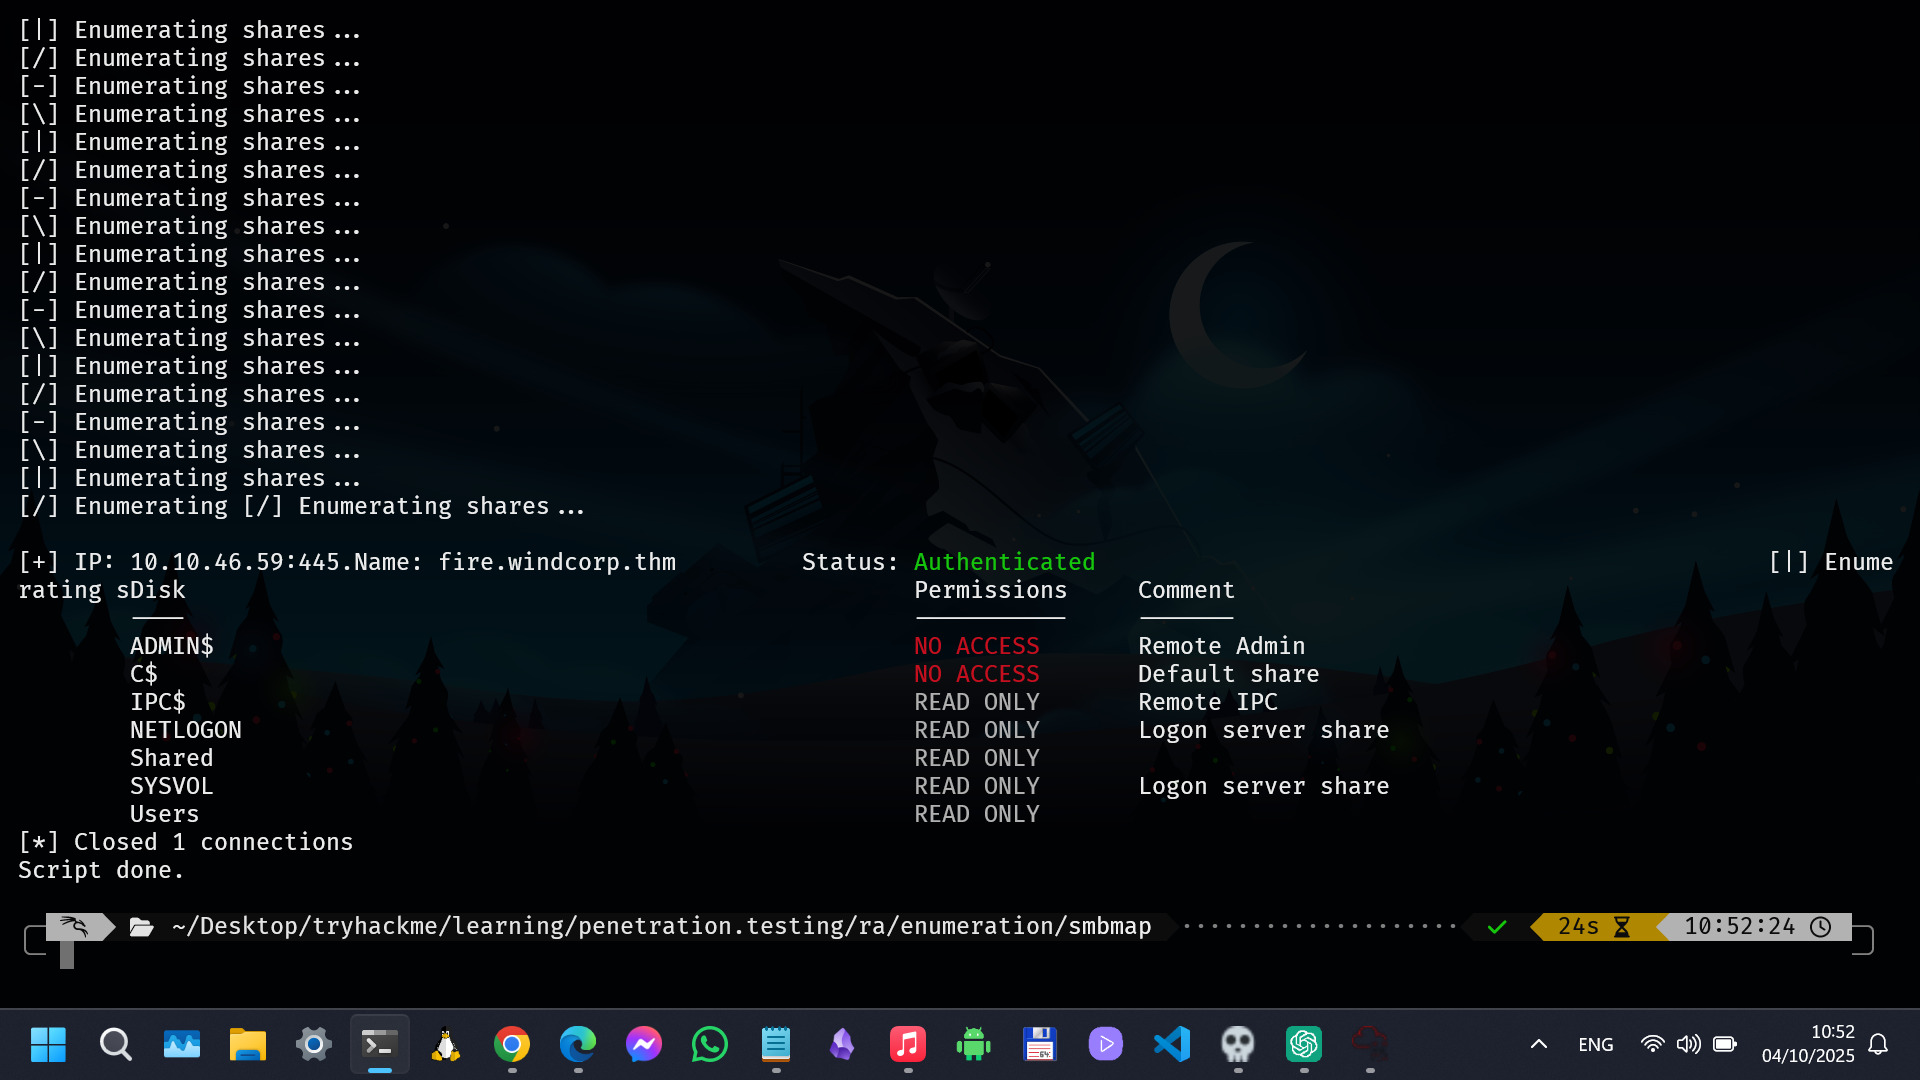 [|] Enumerating shares...
[/] Enumerating shares...
[-] Enumerating shares...
[\] Enumerating shares...
[|] Enumerating shares...
[/] Enumerating shares...
[-] Enumerating shares...
[\] Enumerating shares...
[|] Enumerating shares...
[/] Enumerating shares...
[-] Enumerating shares...
[\] Enumerating shares...
[|] Enumerating shares...
[/] Enumerating shares...
[-] Enumerating shares...
[\] Enumerating shares...
[|] Enumerating shares...
[/] Enumerating [/] Enumerating shares...
[+] IP: 10.10.46.59:445.Name: fire.windcorp.thm Status: Authenticated [|] Enume
rating sDisk Permissions Comment
---- ----------- -------
ADMIN$ NO ACCESS Remote Admin
C$ NO ACCESS Default share
IPC$ READ ONLY Remote IPC
NETLOGON READ ONLY Logon server share
Shared READ ONLY
SYSVOL READ ONLY Logon server share
Users READ ONLY
[*] Closed 1 connections
Script done.
~/Desktop/tryhackme/learning/penetration.testing/ra/enumeration/smbmap 24s 10:52:24
64
ENG
10:52
04/10/2025